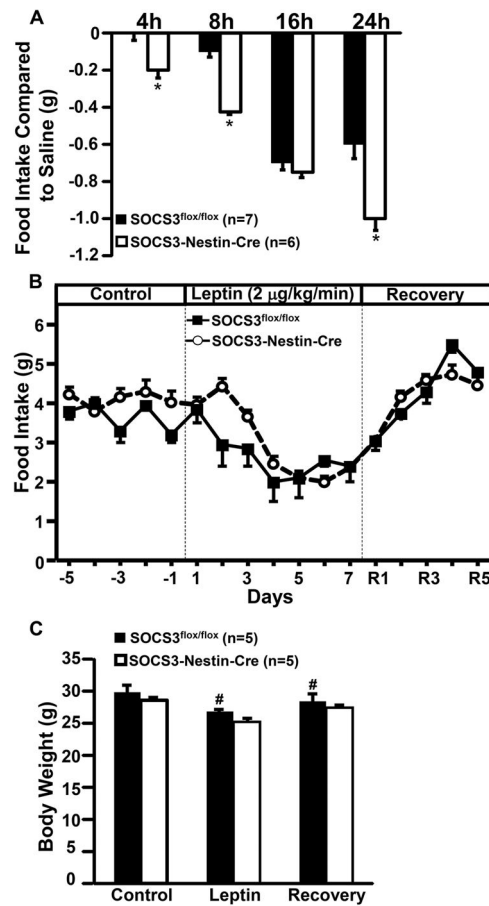 A
4h 8h 16h 24h
0
-0.2
-0.4
-0.6
-0.8
-1.0
-1.2
Food Intake Compared
to Saline (g)
*
*
*
SOCS3flox/flox (n=7)
SOCS3-Nestin-Cre (n=6)
B
Control Leptin (2 µg/kg/min) Recovery
SOCS3flox/flox
SOCS3-Nestin-Cre
Food Intake (g)
6
5
4
3
2
1
0
-5 -3 -1 1 3 5 7 R1 R3 R5
Days
C
SOCS3flox/flox (n=5)
SOCS3-Nestin-Cre (n=5)
Body Weight (g)
35
30
25
20
15
10
5
0
# #
Control Leptin Recovery